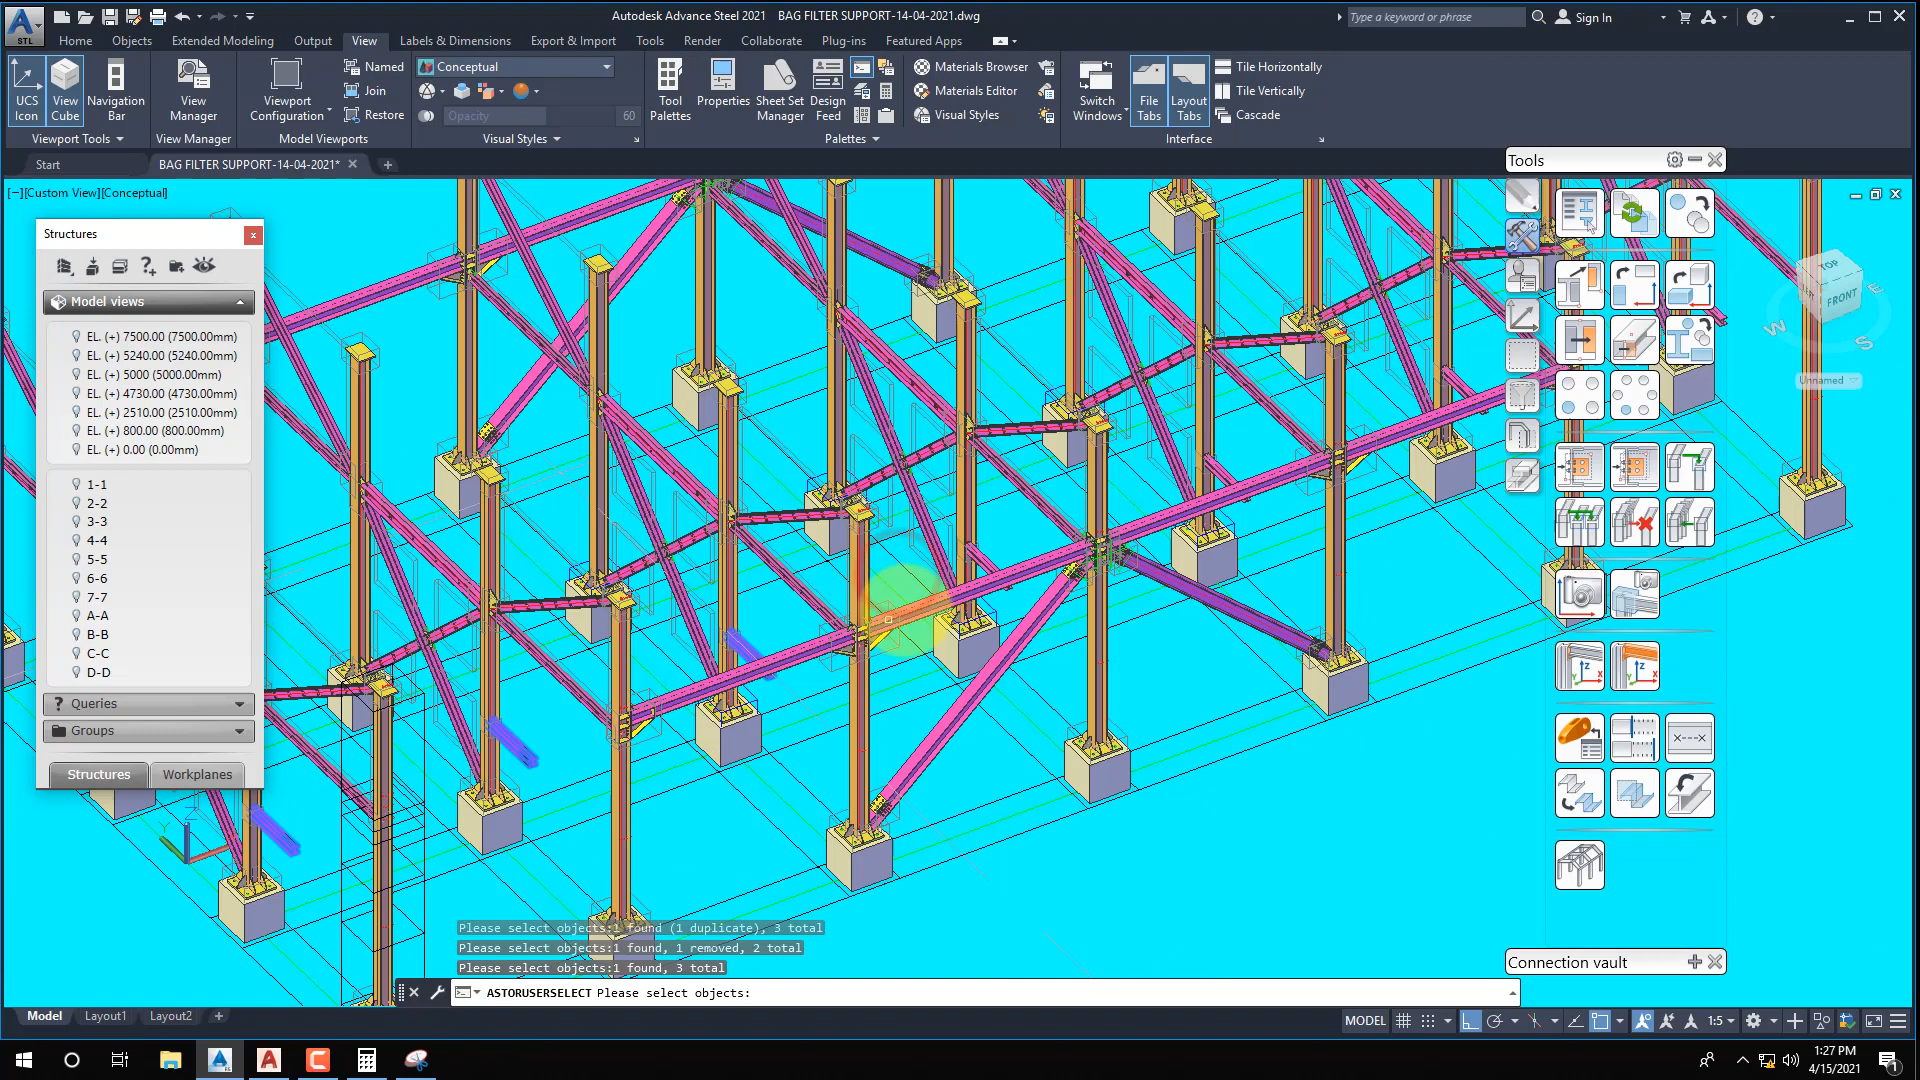 Autodesk Advance Steel 2021 BAG FILTER SUPPORT-14-04-2021.dwg
Type a keyword or phrase
Sign In
STL
Home Objects Extended Modeling Output View Labels & Dimensions Export & Import Tools Render Collaborate Plug-ins Featured Apps
UCS Icon
View Cube
Navigation Bar
Viewport Tools
View Manager
View Manager
Viewport Configuration
Named
Join
Restore
Model Viewports
Conceptual
Opacity 60
Visual Styles
Tool Palettes
Properties
Sheet Set Manager
Design Feed
Palettes
Materials Browser
Materials Editor
Visual Styles
Switch Windows
File Tabs
Layout Tabs
Tile Horizontally
Tile Vertically
Cascade
Interface
Start BAG FILTER SUPPORT-14-04-2021*
[−][Custom View][Conceptual]
Tools
Structures
Model views
EL. (+) 7500.00 (7500.00mm)
EL. (+) 5240.00 (5240.00mm)
EL. (+) 5000 (5000.00mm)
EL. (+) 4730.00 (4730.00mm)
EL. (+) 2510.00 (2510.00mm)
EL. (+) 800.00 (800.00mm)
EL. (+) 0.00 (0.00mm)
1-1
2-2
3-3
4-4
5-5
6-6
7-7
A-A
B-B
C-C
D-D
Queries
Groups
Structures Workplanes
TOP
FRONT
W
S
E
Unnamed
Please select objects:1 found (1 duplicate), 3 total
Please select objects:1 found, 1 removed, 2 total
Please select objects:1 found, 3 total
ASTORUSERSELECT Please select objects:
Connection vault
Model Layout1 Layout2
MODEL 1:5
1:27 PM
4/15/2021
1